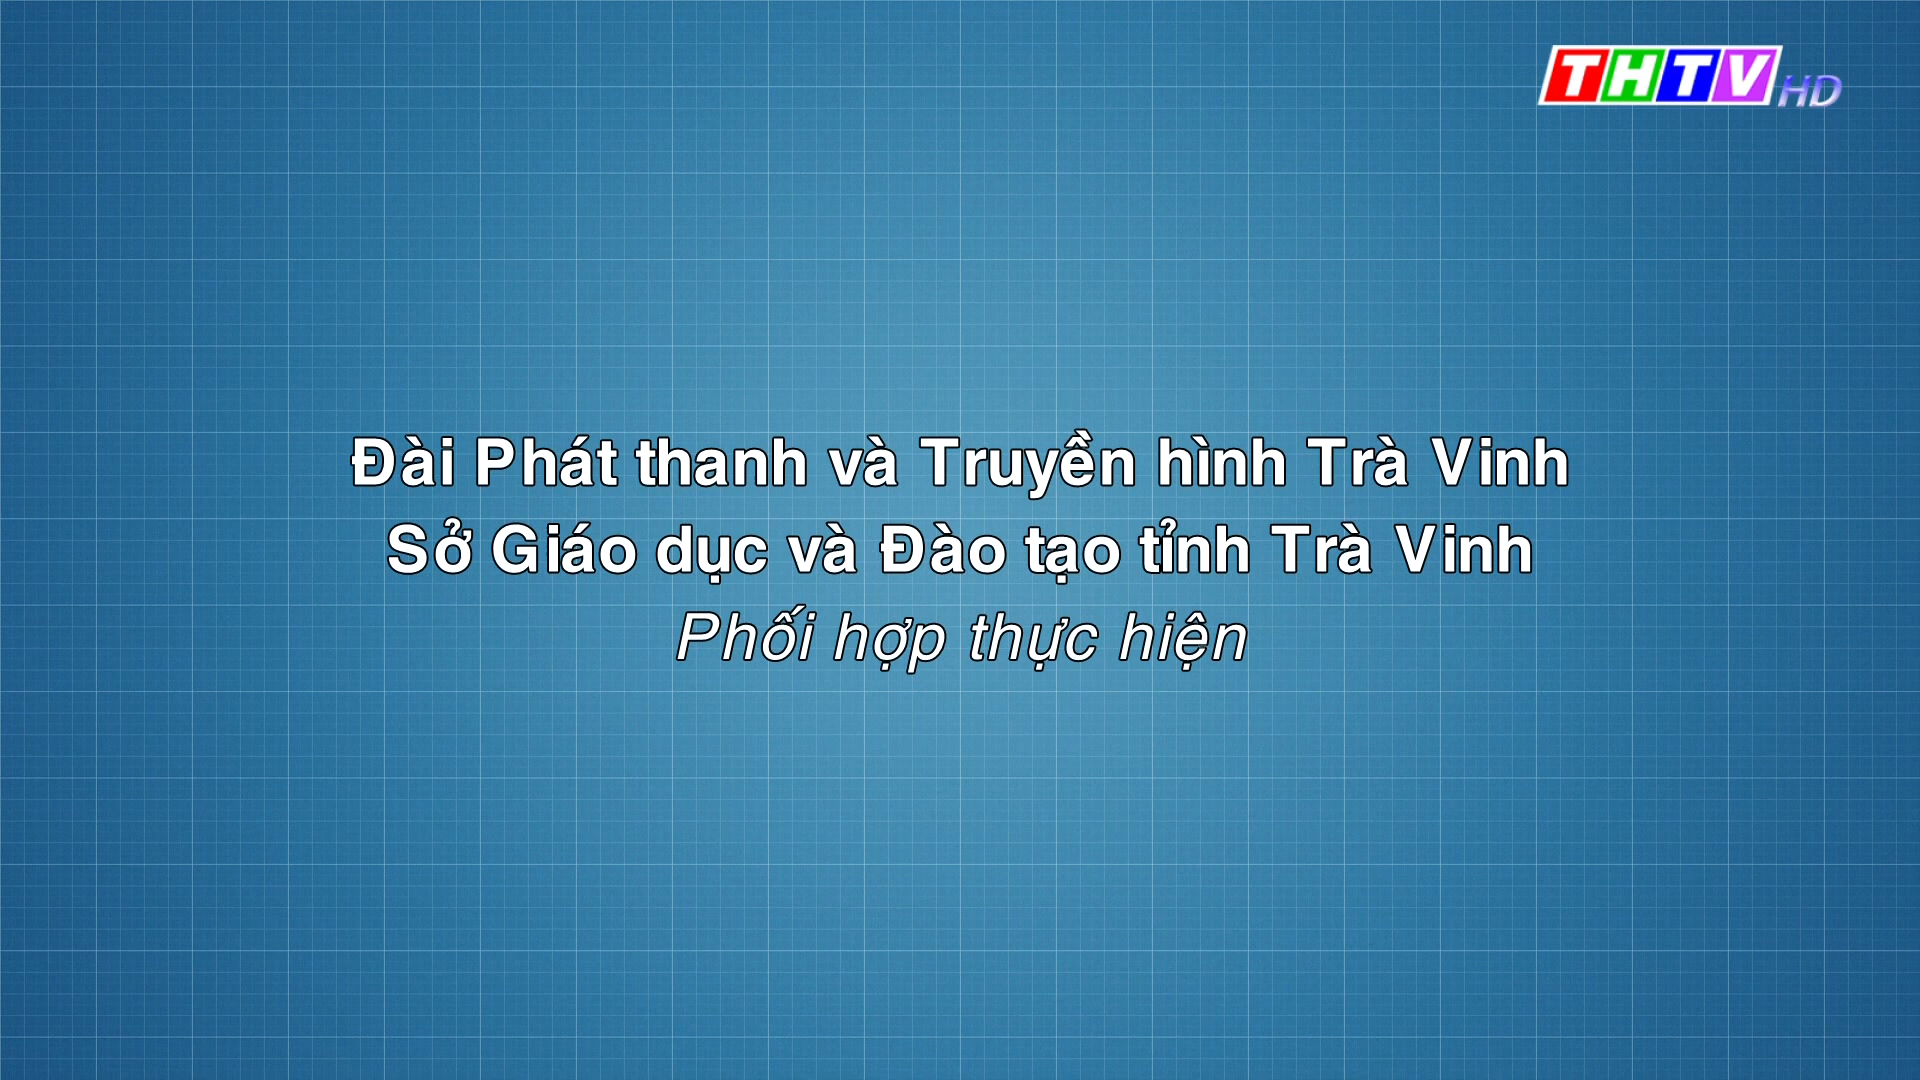 THTV HD
Đài Phát thanh và Truyền hình Trà Vinh
Sở Giáo dục và Đào tạo tỉnh Trà Vinh
Phối hợp thực hiện